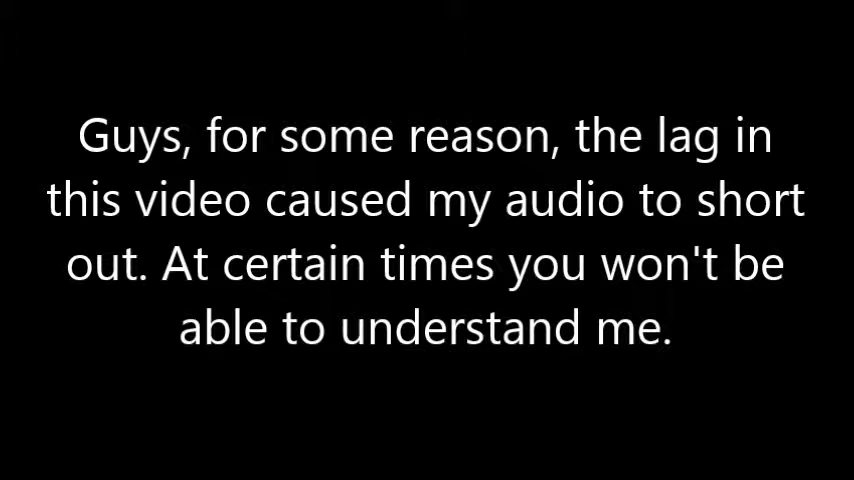 Guys, for some reason, the lag in
this video caused my audio to short
out. At certain times you won't be
able to understand me.